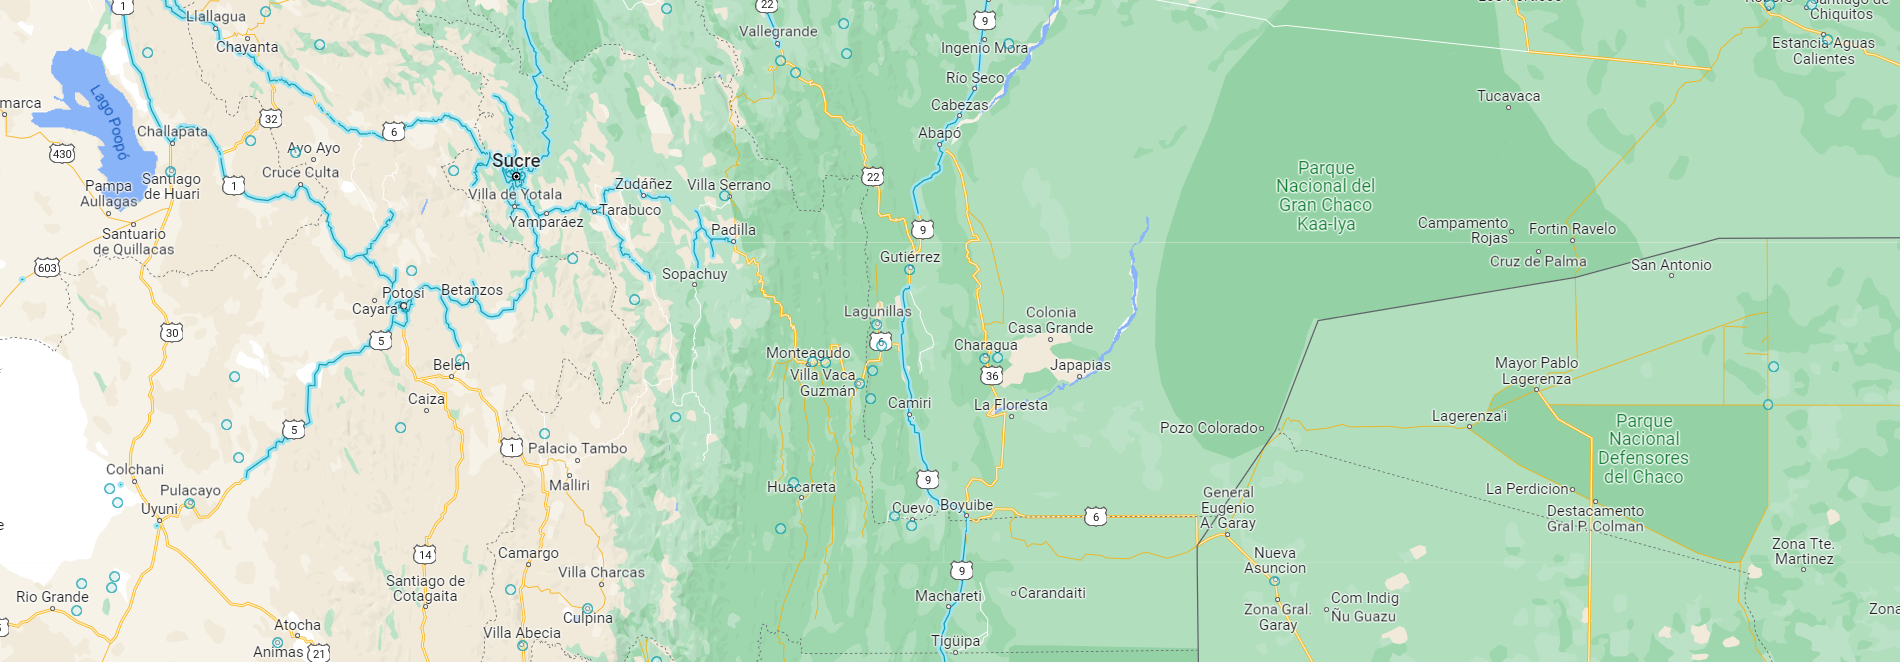 1
Llallagua
Chayanta
marca
Lago Poopó
430
Challapata
32
6
Ayo Ayo
Cruce Culta
1
Pampa
Aullagas
Santiago
de Huari
Santuario
de Quillacas
603
30
Sucre
Villa de Yotala
Yamparáez
Zudáñez
Tarabuco
Villa Serrano
Padilla
Sopachuy
Potosí
Cayara
Betanzos
5
Belén
Caiza
5
1
Palacio Tambo
Malliri
Colchani
Pulacayo
Uyuni
14
Camargo
Villa Charcas
Santiago de
Cotagaita
Culpina
Villa Abecia
Rio Grande
Atocha
Animas
21
22
Vallegrande
9
Ingenio Mora
Río Seco
Cabezas
Abapó
22
9
Gutiérrez
Lagunillas
6
Monteagudo
Villa Vaca
Guzmán
Camiri
Colonia
Casa Grande
Charagua
36
Japapias
La Floresta
Huacareta
9
Cuevo
Boyuibe
6
9
Machareti
Carandaiti
Tigüipa
Parque
Nacional del
Gran Chaco
Kaa-Iya
Pozo Colorado
General
Eugenio
A. Garay
Nueva
Asuncion
Zona Gral.
Garay
Com Indig
Ñu Guazu
Chiquitos
Estancia Aguas
Calientes
Tucavaca
Campamento
Rojas
Fortin Ravelo
Cruz de Palma
San Antonio
Mayor Pablo
Lagerenza
Lagerenza'i
Parque
Nacional
Defensores
del Chaco
La Perdicion
Destacamento
Gral P. Colman
Zona Tte.
Martinez
Zona